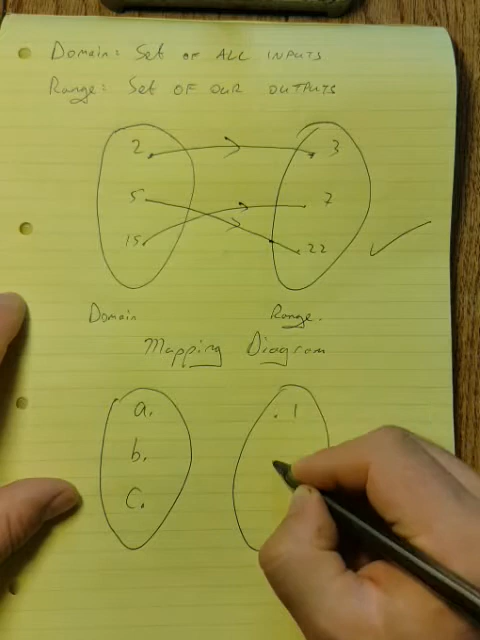 Domain: Set of ALL INPUTS
Range: Set OF OUR OUTPUTS
2 3
5 7
15 22
Domain Range.
Mapping Diagram
a. . 1
b.
c.